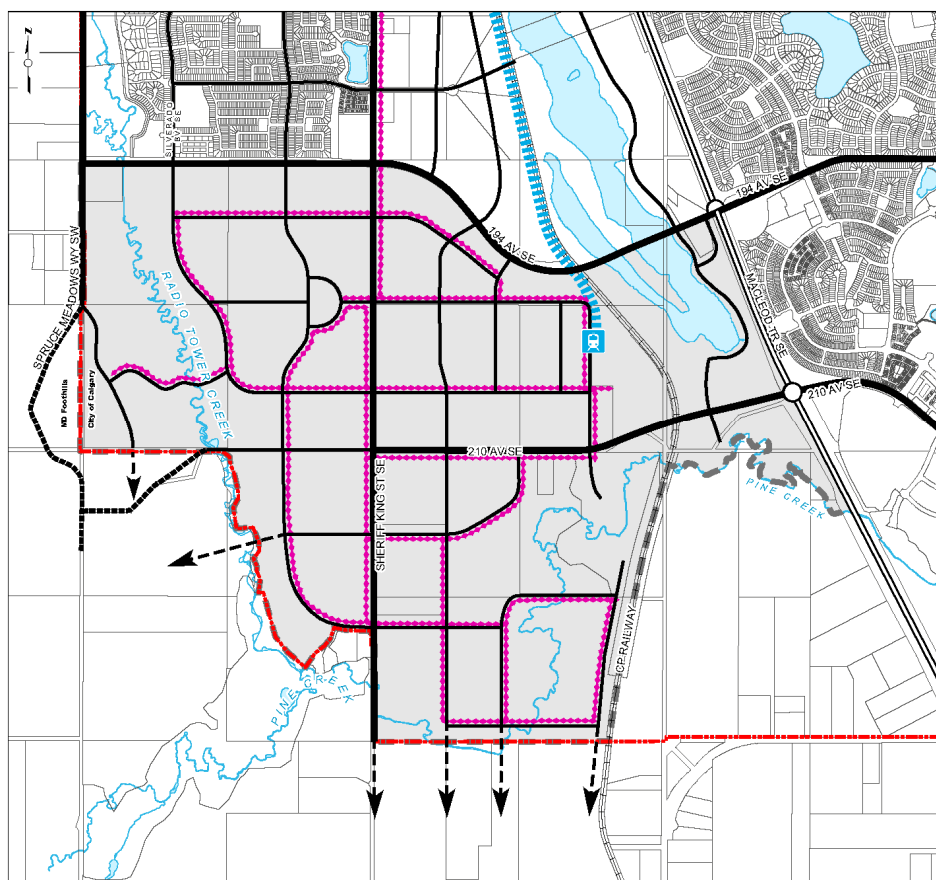 N
SILVERADO
BV SE
194 AV SE
194 AV SE
SPRUCE MEADOWS WY SW
RADIO TOWER CREEK
MACLEOD TR SE
MD Foothills
City of Calgary
210 AV SE
210 AV SE
SHERIFF KING ST SE
PINE CREEK
CP RAILWAY
PINE CREEK